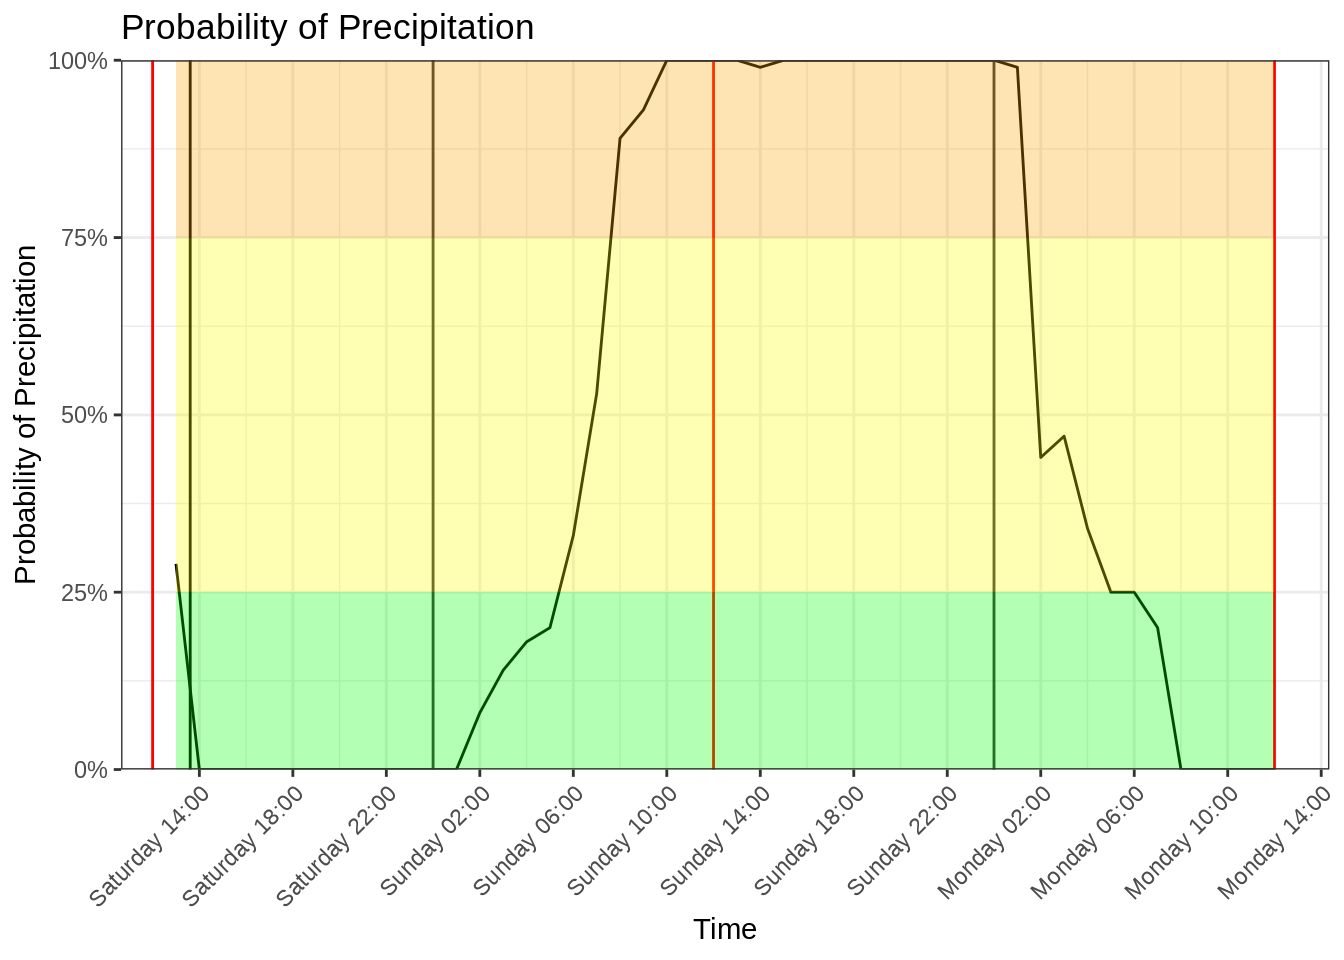 Probability of Precipitation
Probability of Precipitation
100%
75%
50%
25%
0%
Saturday 14:00
Saturday 18:00
Saturday 22:00
Sunday 02:00
Sunday 06:00
Sunday 10:00
Sunday 14:00
Sunday 18:00
Sunday 22:00
Monday 02:00
Monday 06:00
Monday 10:00
Monday 14:00
Time